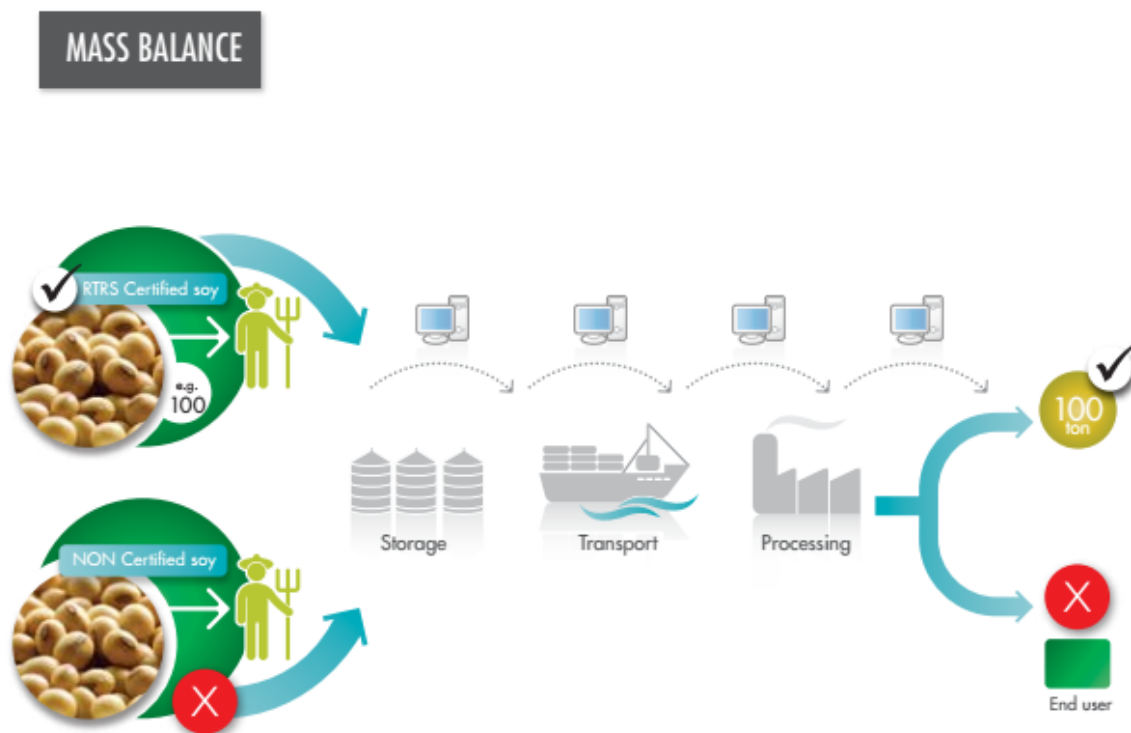 MASS BALANCE
RTRS Certified soy
e.g.
100
100
ton
Storage
Transport
Processing
NON Certified soy
X
X
End user